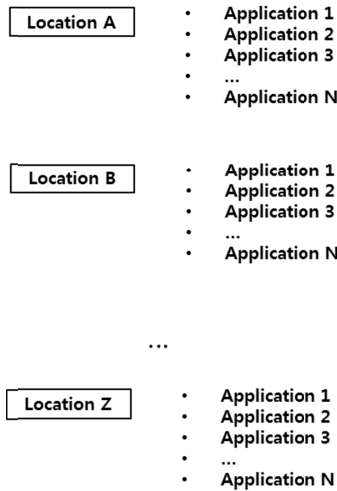 Location A
• Application 1
• Application 2
• Application 3
• ...
• Application N
Location B
• Application 1
• Application 2
• Application 3
• ...
• Application N
...
Location Z
• Application 1
• Application 2
• Application 3
• ...
• Application N